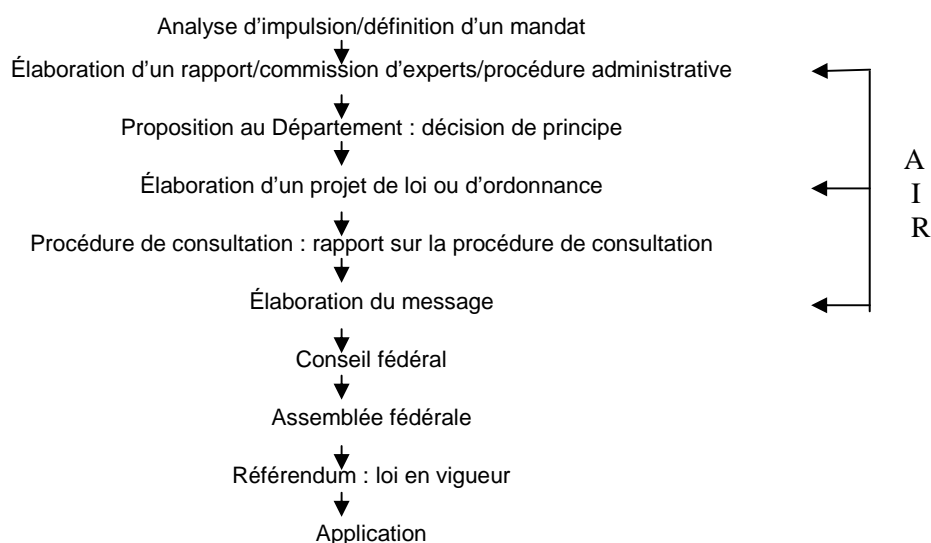 Analyse d'impulsion/définition d'un mandat
Élaboration d'un rapport/commission d'experts/procédure administrative
Proposition au Département : décision de principe
Élaboration d'un projet de loi ou d'ordonnance
Procédure de consultation : rapport sur la procédure de consultation
Élaboration du message
Conseil fédéral
Assemblée fédérale
Référendum : loi en vigueur
Application
A
I
R